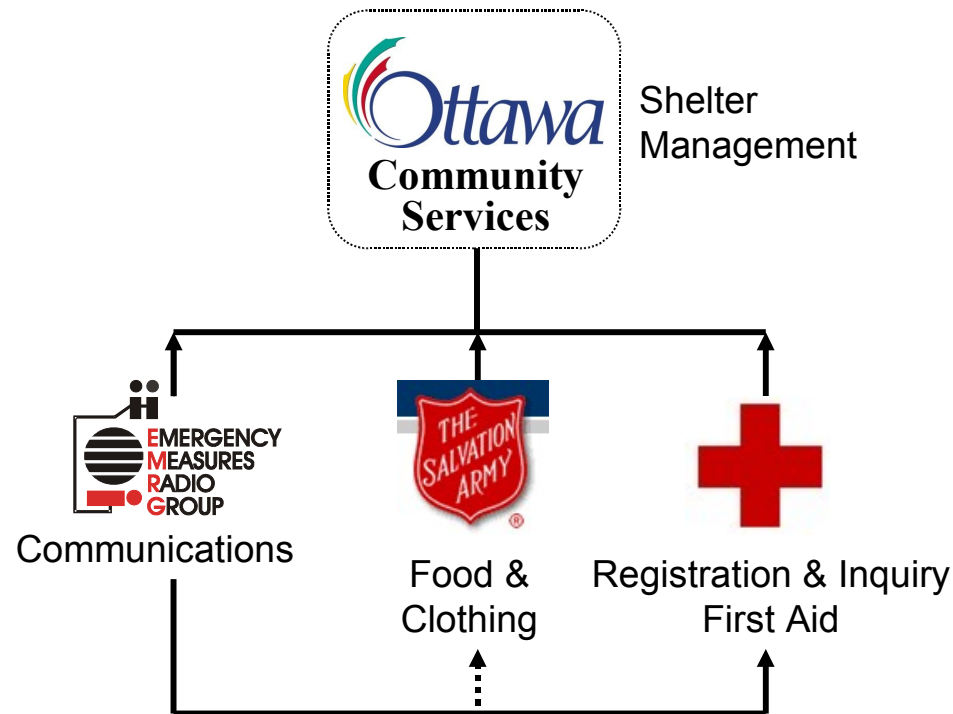 Ottawa
Community
Services
Shelter
Management
EMERGENCY
MEASURES
RADIO
GROUP
Communications
THE
SALVATION
ARMY
®
Food &
Clothing
Registration & Inquiry
First Aid